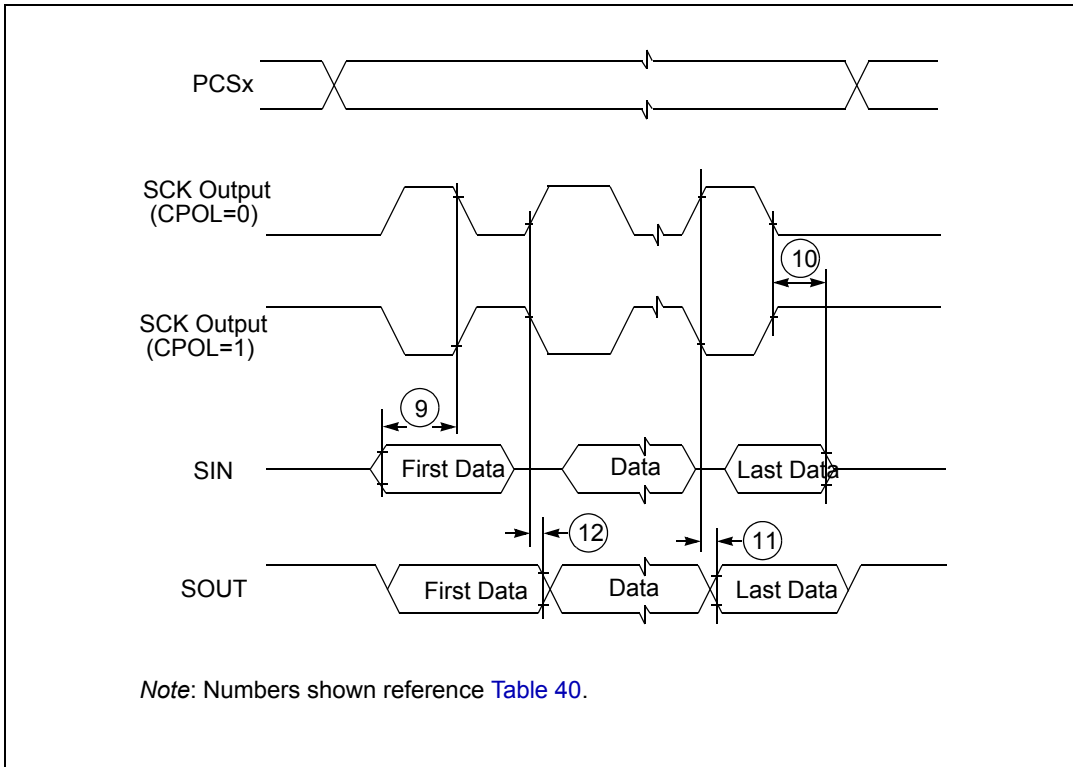 PCSx
SCK Output
(CPOL=0)
10
SCK Output
(CPOL=1)
9
SIN
First Data
Data
Last Data
12
11
SOUT
First Data
Data
Last Data
Note: Numbers shown reference Table 40.